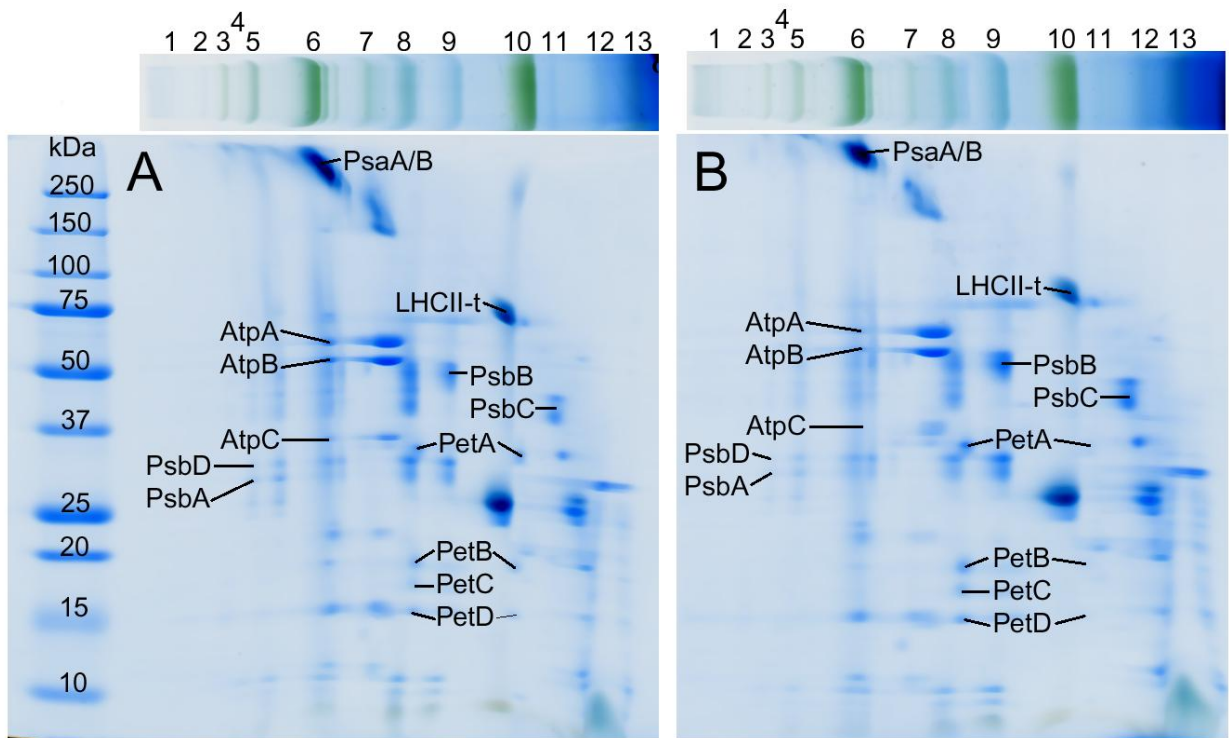 4
1 2 3 5 6 7 8 9 10 11 12 13
4
1 2 3 5 6 7 8 9 10 11 12 13
kDa
250
150
100
75
50
37
25
20
15
10
A
PsaA/B
LHCII-t
AtpA
AtpB
PsbB
PsbC
AtpC
PetA
PsbD
PsbA
PetB
PetC
PetD
B
PsaA/B
LHCII-t
AtpA
AtpB
PsbB
PsbC
AtpC
PetA
PsbD
PsbA
PetB
PetC
PetD